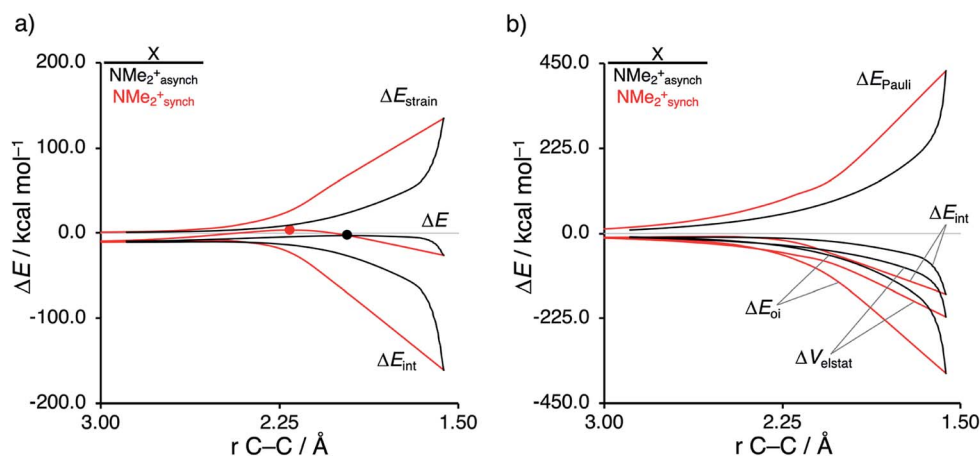 a)
X
NMe₂⁺asynch
NMe₂⁺synch
200.0
100.0
0.0
-100.0
-200.0
ΔE / kcal mol⁻¹
ΔEstrain
ΔE
ΔEint
3.00
2.25
1.50
r C–C / Å
b)
X
NMe₂⁺asynch
NMe₂⁺synch
450.0
225.0
0.0
-225.0
-450.0
ΔE / kcal mol⁻¹
ΔEPauli
ΔEint
ΔEoi
ΔVelstat
3.00
2.25
1.50
r C–C / Å